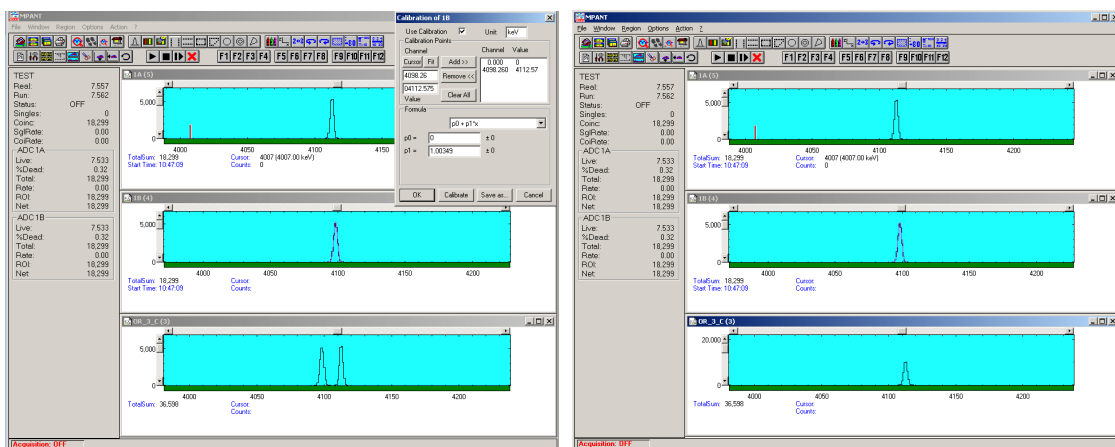 MPANT
File Window Region Options Action ?
F1 F2 F3 F4 F5 F6 F7 F8 F9 F10 F11 F12
TEST
Real: 7.557
Run: 7.562
Status: OFF
Singles: 0
Coinc: 18,299
SglRate: 0.00
CoiRate: 0.00
ADC 1A
Live: 7.533
%Dead: 0.32
Total: 18,299
Rate: 0.00
ROI: 18,299
Net: 18,299
ADC 1B
Live: 7.533
%Dead: 0.32
Total: 18,299
Rate: 0.00
ROI: 18,299
Net: 18,299
1A (5)
5,000
0
4000 4050 4100 4150
TotalSum: 18,299 Cursor: 4007 (4007.00 keV)
Start Time: 10:47:09 Counts: 0
1B (4)
5,000
0
4000 4050 4100 4150 4200
TotalSum: 18,299 Cursor:
Start Time: 10:47:09 Counts:
OR_3_C (3)
5,000
0
4000 4050 4100 4150 4200
TotalSum: 36,598 Cursor:
Counts:
Acquisition: OFF
Calibration of 1B
Use Calibration Unit keV
Calibration Points
Channel Channel Value
Cursor Fit Add >> 0.000 0
4098.26 Remove << 4098.260 4112.57
04112.575 Clear All
Value:
Formula
p0 + p1*x
p0 = 0 ± 0
p1 = 1.00349 ± 0
OK Calibrate Save as.. Cancel
MPANT
File Window Region Options Action ?
F1 F2 F3 F4 F5 F6 F7 F8 F9 F10 F11 F12
TEST
Real: 7.557
Run: 7.562
Status: OFF
Singles: 0
Coinc: 18,299
SglRate: 0.00
CoiRate: 0.00
ADC 1A
Live: 7.533
%Dead: 0.32
Total: 18,299
Rate: 0.00
ROI: 18,299
Net: 18,299
ADC 1B
Live: 7.533
%Dead: 0.32
Total: 18,299
Rate: 0.00
ROI: 18,299
Net: 18,299
1A (5)
5,000
0
4000 4050 4100 4150 4200
TotalSum: 18,299 Cursor: 4007 (4007.00 keV)
Start Time: 10:47:09 Counts: 0
1B (4)
5,000
0
4000 4050 4100 4150 4200
TotalSum: 18,299 Cursor:
Start Time: 10:47:09 Counts:
OR_3_C (3)
20,000
0
4000 4050 4100 4150 4200
TotalSum: 36,598 Cursor:
Counts:
Acquisition: OFF